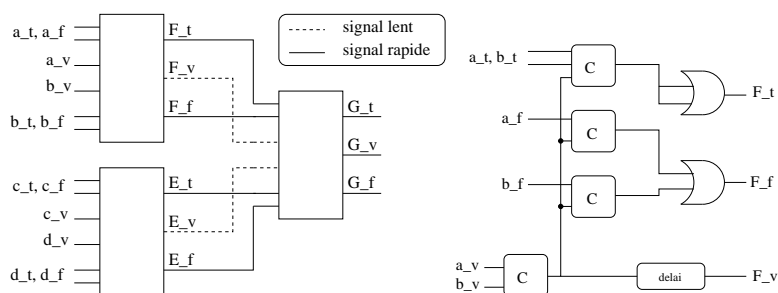 signal lent
signal rapide
a_t, a_f
a_v
b_v
b_t, b_f
F_t
F_v
F_f
c_t, c_f
c_v
d_v
d_t, d_f
E_t
E_v
E_f
G_t
G_v
G_f
a_t, b_t
C
F_t
a_f
C
b_f
C
F_f
a_v
b_v
C
delai
F_v